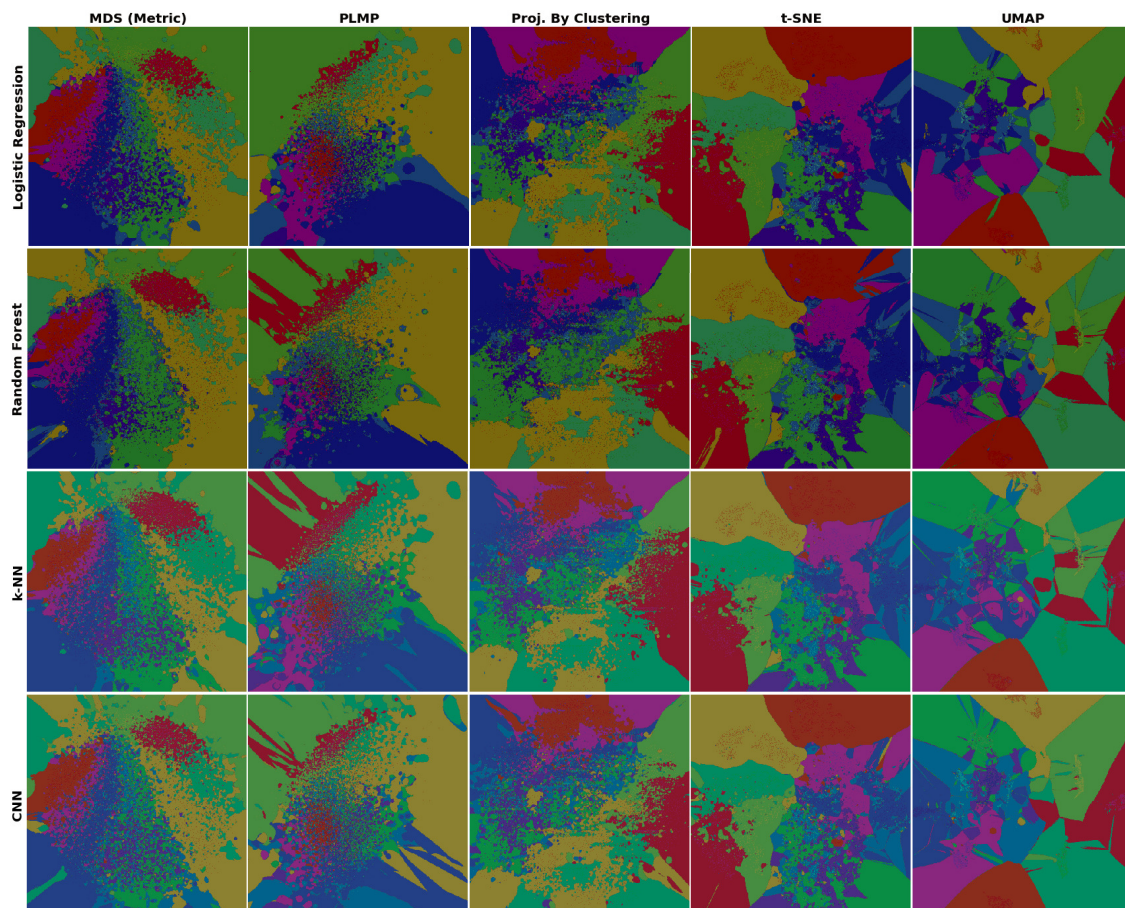 MDS (Metric) PLMP Proj. By Clustering t-SNE UMAP
Logistic Regression
Random Forest
k-NN
CNN